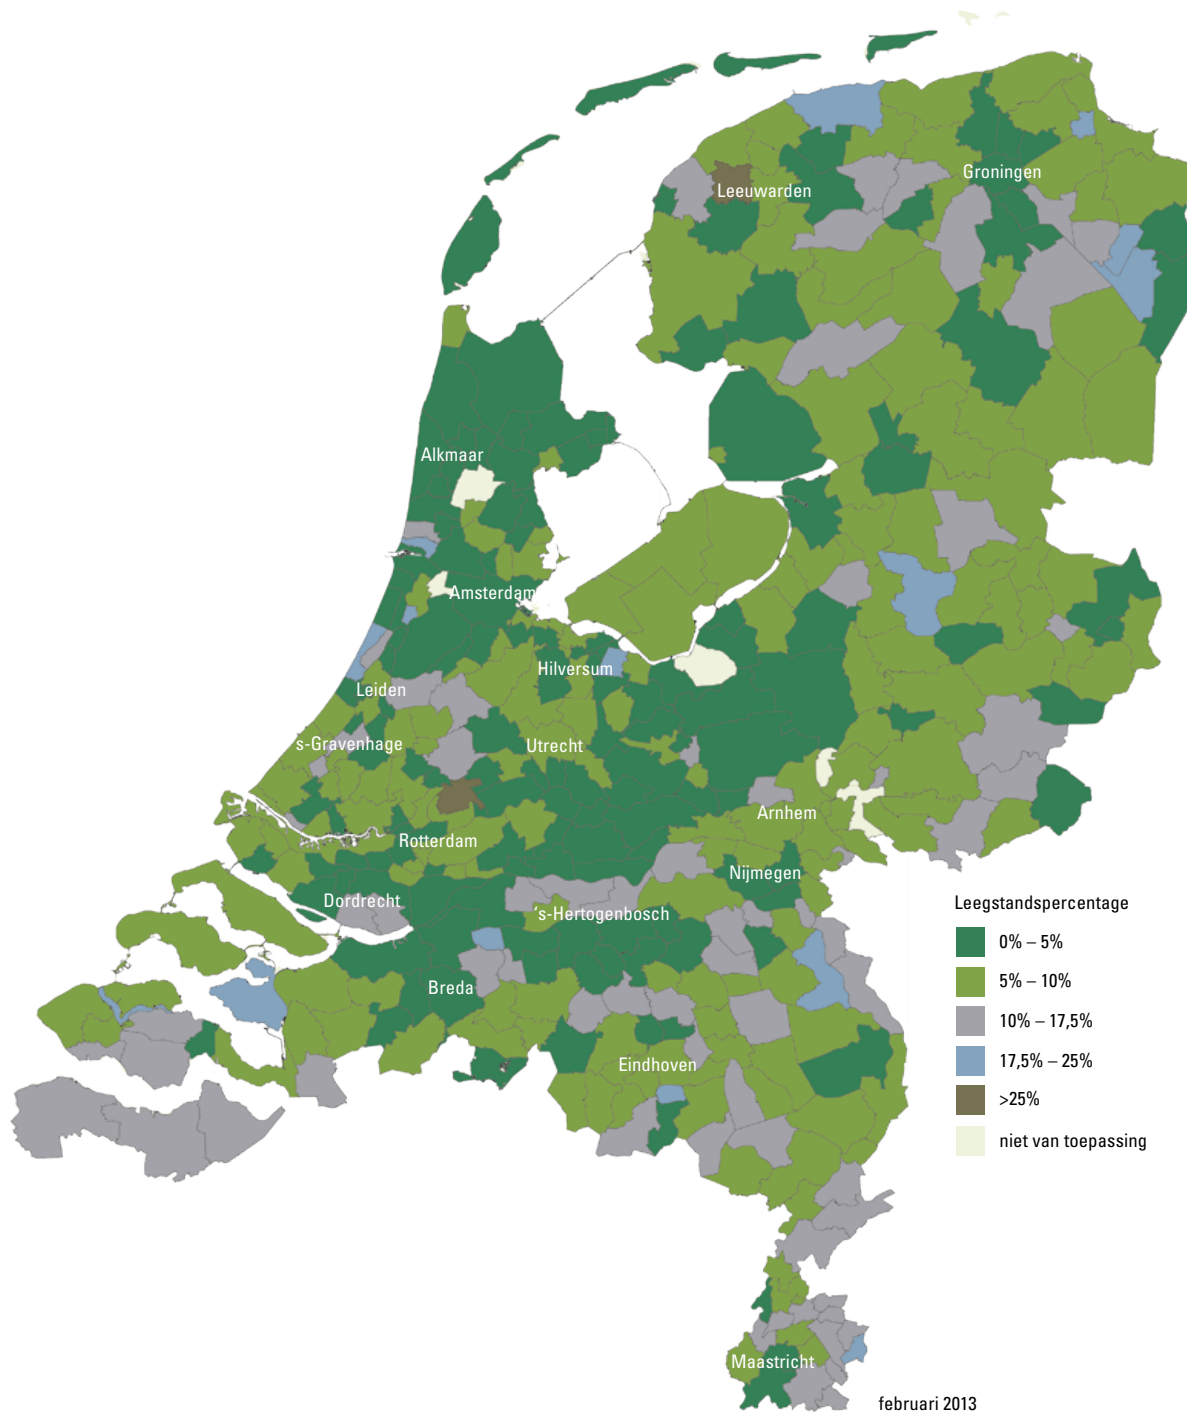 Groningen
Leeuwarden
Alkmaar
Amsterdam
Hilversum
Leiden
s-Gravenhage
Utrecht
Arnhem
Rotterdam
Nijmegen
Dordrecht
‘s-Hertogenbosch
Breda
Eindhoven
Maastricht
Leegstandspercentage
0% – 5%
5% – 10%
10% – 17,5%
17,5% – 25%
>25%
niet van toepassing
februari 2013